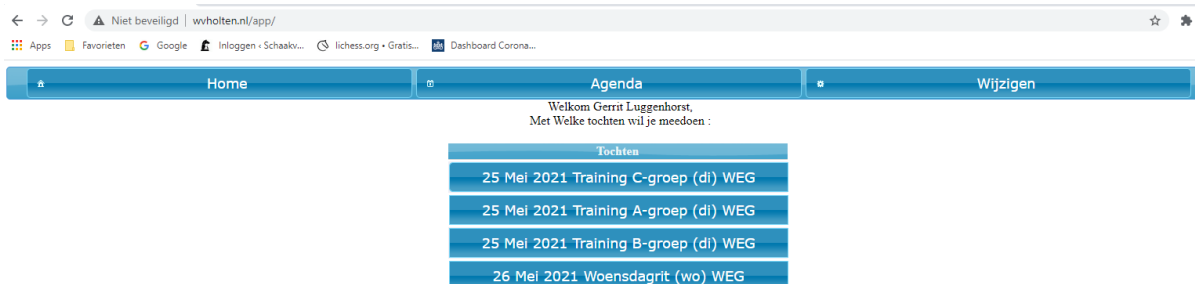 Niet beveiligd | wvholten.nl/app/
Apps Favorieten Google Inloggen ‹ Schaakv... lichess.org • Gratis... Dashboard Corona...
Home Agenda Wijzigen
Welkom Gerrit Luggenhorst,
Met Welke tochten wil je meedoen :
Tochten
25 Mei 2021 Training C-groep (di) WEG
25 Mei 2021 Training A-groep (di) WEG
25 Mei 2021 Training B-groep (di) WEG
26 Mei 2021 Woensdagrit (wo) WEG